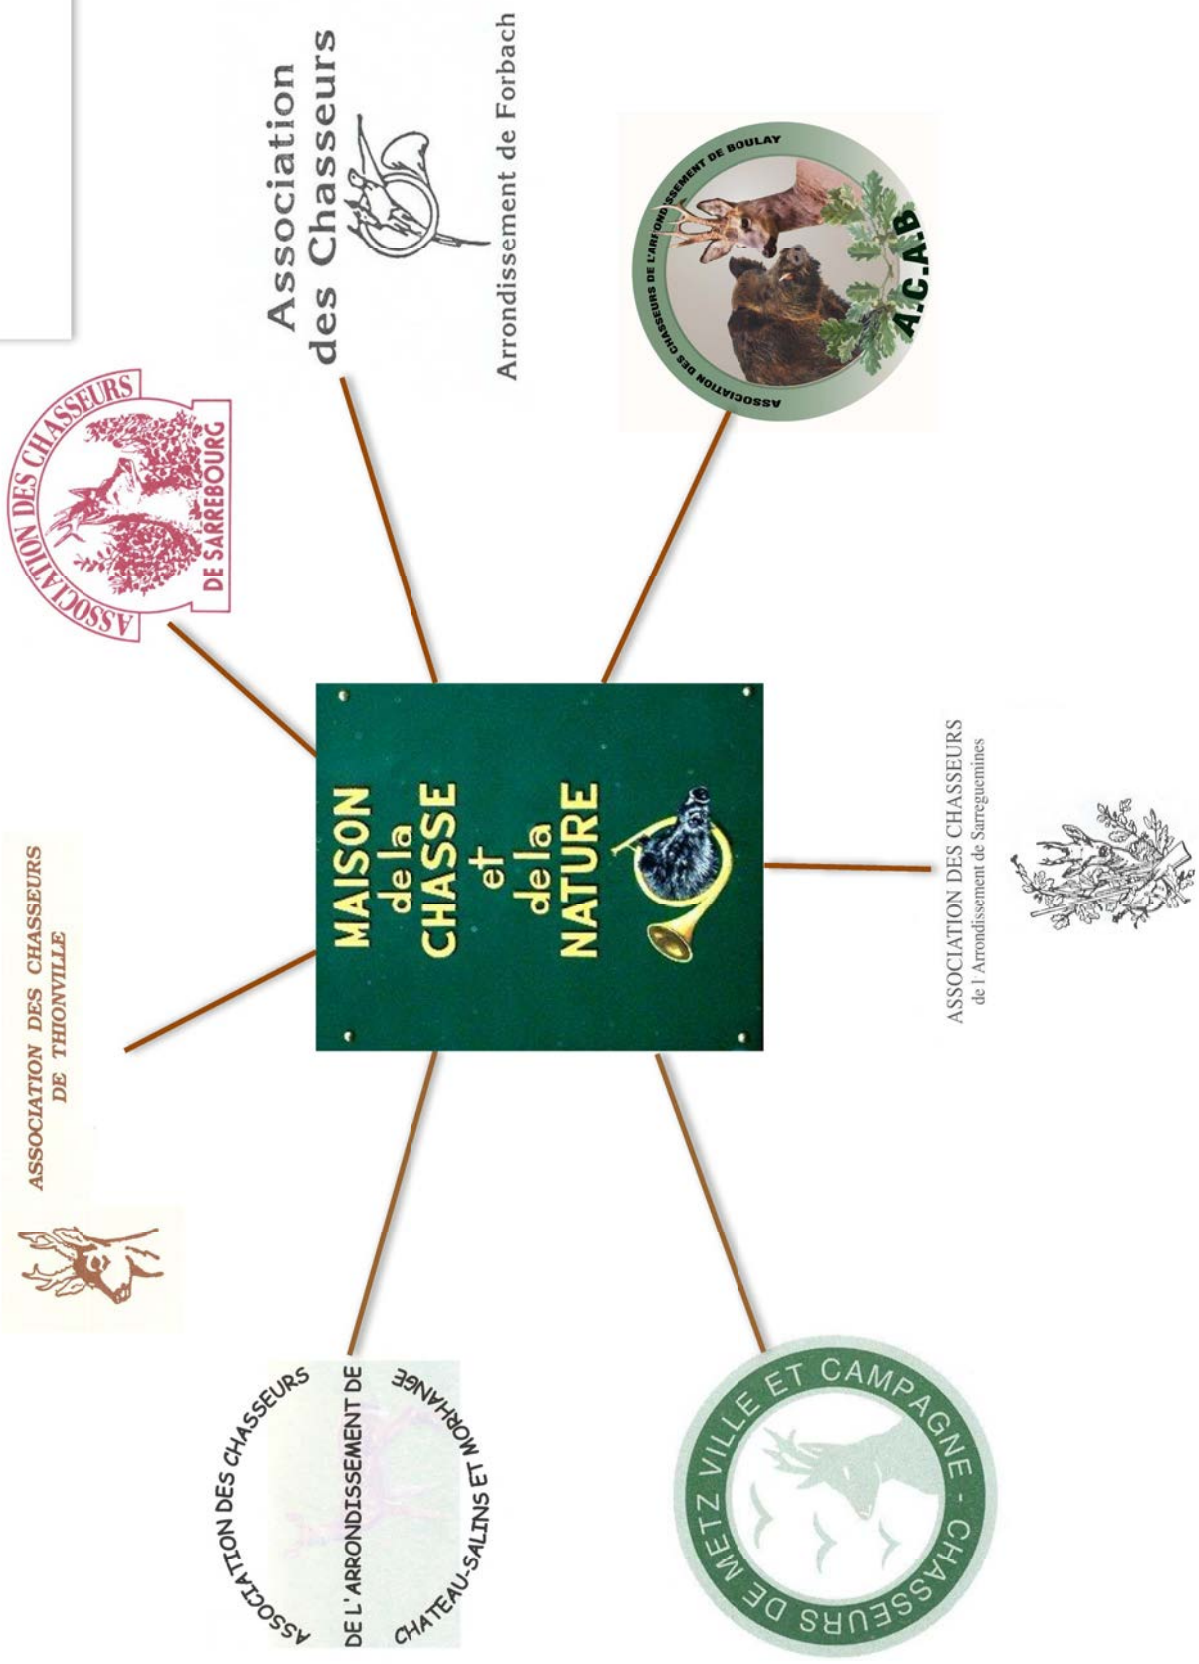 ASSOCIATION DES CHASSEURS
DE THIONVILLE
ASSOCIATION DES CHASSEURS
DE SARREBOURG
Association
des Chasseurs
Arrondissement de Forbach
ASSOCIATION DES CHASSEURS
DE L'ARRONDISSEMENT DE
CHATEAU-SALINS ET MORHANGE
MAISON
de la
CHASSE
et
de la
NATURE
ASSOCIATION DES CHASSEURS DE L'ARRONDISSEMENT DE BOULAY
A.C.A.B
CHASSEURS DE METZ VILLE ET CAMPAGNE -
ASSOCIATION DES CHASSEURS
de l'Arrondissement de Sarreguemines